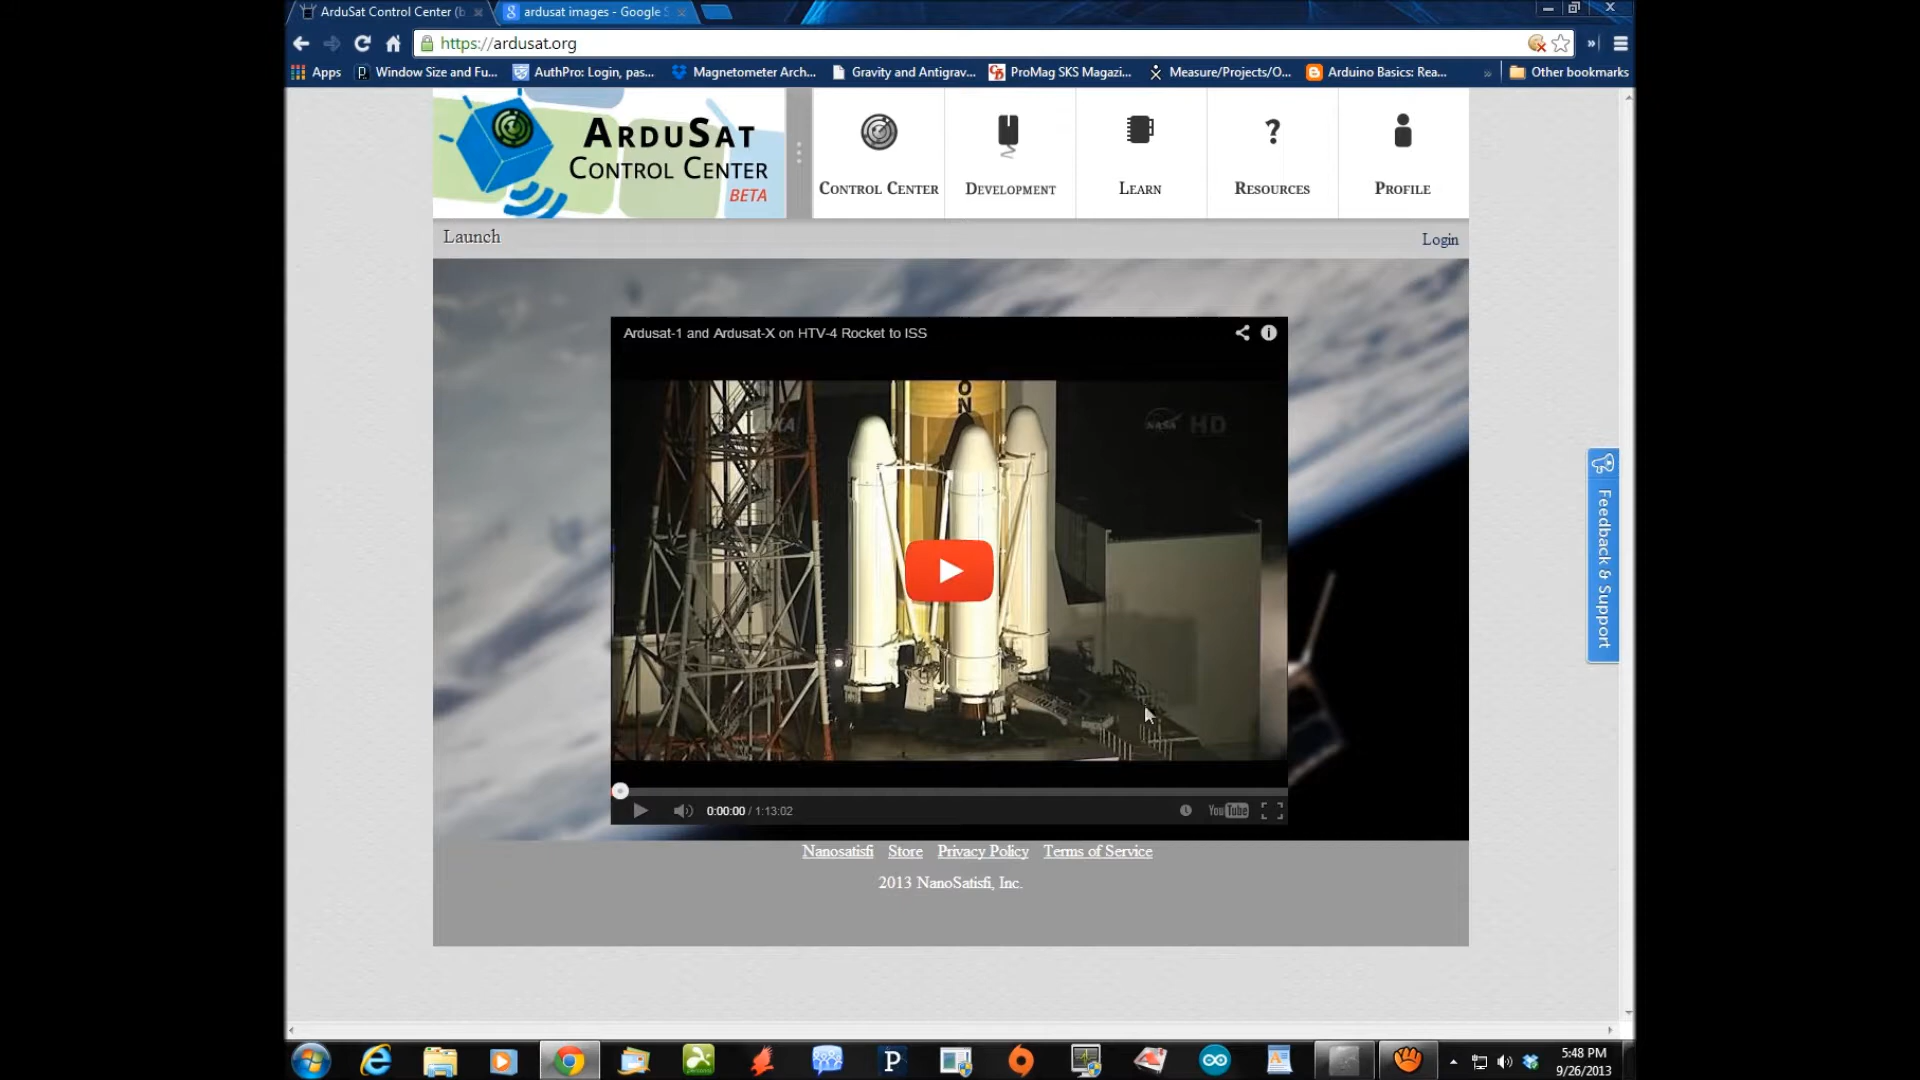 ArduSat Control Center (b
ardusat images - Google S
https://ardusat.org
Apps
Window Size and Fu...
AuthPro: Login, pas...
Magnetometer Arch...
Gravity and Antigrav...
ProMag SKS Magazi...
Measure/Projects/O...
Arduino Basics: Rea...
»
Other bookmarks
ARDUSAT
CONTROL CENTER
BETA
CONTROL CENTER
DEVELOPMENT
LEARN
?
RESOURCES
PROFILE
Launch
Login
Ardusat-1 and Ardusat-X on HTV-4 Rocket to ISS
O
N
NASA HD
Feedback & Support
0:00:00 / 1:13:02
YouTube
Nanosatisfi Store Privacy Policy Terms of Service
2013 NanoSatisfi, Inc.
P
5:48 PM
9/26/2013